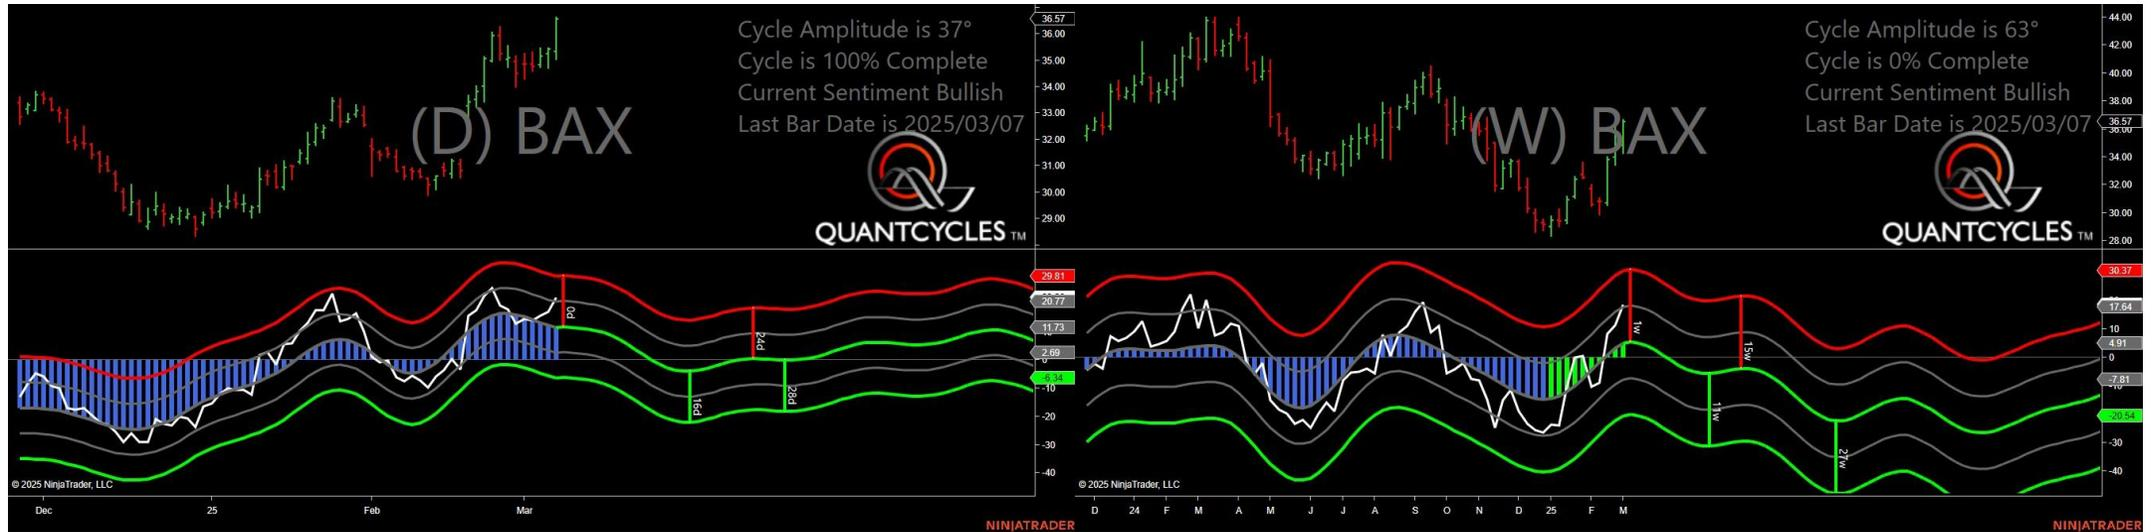 Cycle Amplitude is 37°
Cycle is 100% Complete
Current Sentiment Bullish
Last Bar Date is 2025/03/07
(D) BAX
QUANTCYCLES TM
36.57
36.00
35.00
34.00
33.00
32.00
31.00
30.00
29.00
29.81
20.77
11.73
2.69
-6.34
-10
-20
-30
-40
0d
16d
24d
28d
© 2025 NinjaTrader, LLC
Dec 25 Feb Mar
NINJATRADER
Cycle Amplitude is 63°
Cycle is 0% Complete
Current Sentiment Bullish
Last Bar Date is 2025/03/07
(W) BAX
QUANTCYCLES TM
44.00
42.00
40.00
38.00
36.57
36.00
34.00
32.00
30.00
28.00
30.37
17.64
10
4.91
0
-7.81
-20.54
-30
-40
1w
11w
15w
27w
© 2025 NinjaTrader, LLC
D 24 F M A M J J A S O N D 25 F M
NINJATRADER